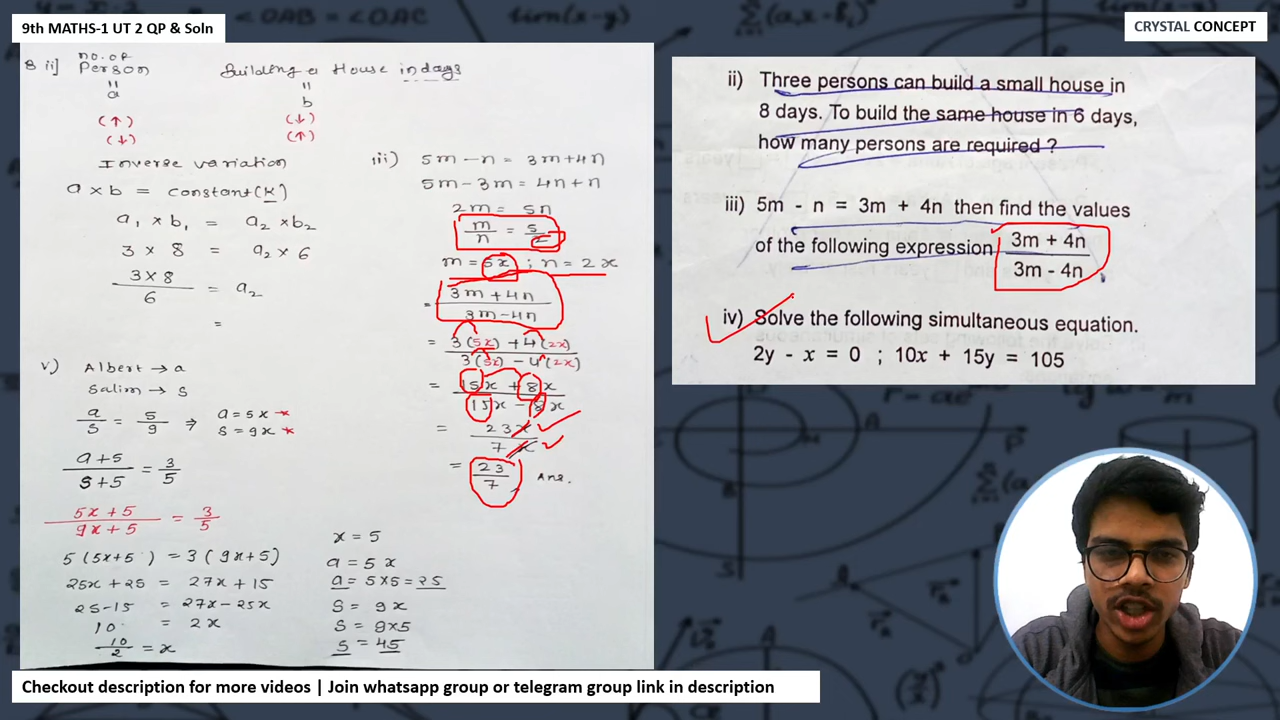 9th MATHS-1 UT 2 QP & Soln
CRYSTAL CONCEPT
8 ii] no. of Person Building a House in days
" "
a b
(↑) (↓)
(↓) (↑)
Inverse variation
a × b = constant (K)
a₁ × b₁ = a₂ × b₂
3 × 8 = a₂ × 6
3 × 8 / 6 = a₂
=
v) Albert → a
Salim → s
a/s = 5/9 ⇒ a = 5x *
s = 9x *
a+5 / s+5 = 3/5
5x+5 / 9x+5 = 3/5
5(5x+5) = 3(9x+5)
25x+25 = 27x+15
25-15 = 27x-25x
10 = 2x
10/2 = x
x = 5
a = 5x
a = 5×5 = 25
S = 9x
S = 9×5
S = 45
iii) 5m - n = 3m + 4n
5m - 3m = 4n + n
2m = 5n
m/n = 5/2
m = 5x ; n = 2x
= 3m + 4n / 3m - 4n
= 3(5x) + 4(2x) / 3(5x) - 4(2x)
= 15x + 8x / 15x - 8x
= 23x / 7x
= 23/7 Ans.
ii) Three persons can build a small house in
8 days. To build the same house in 6 days,
how many persons are required ?
iii) 5m - n = 3m + 4n then find the values
of the following expression 3m + 4n / 3m - 4n
iv) Solve the following simultaneous equation.
2y - x = 0 ; 10x + 15y = 105
Checkout description for more videos | Join whatsapp group or telegram group link in description